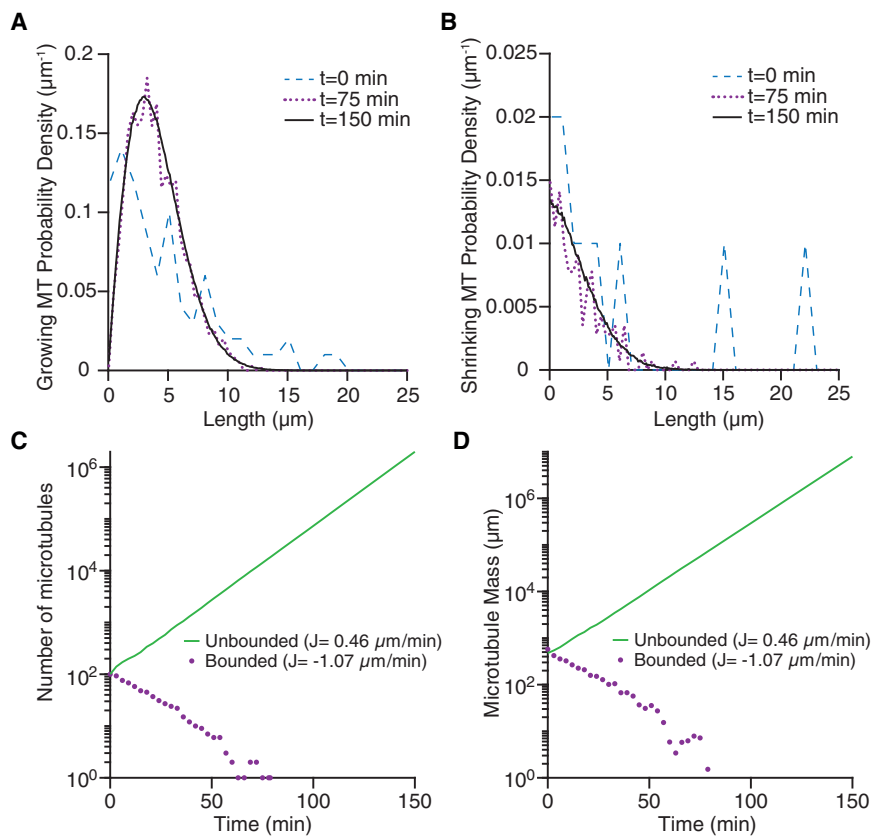 A
Growing MT Probability Density (µm⁻¹)
0.2
0.15
0.1
0.05
0
t=0 min
t=75 min
t=150 min
0 5 10 15 20 25
Length (µm)
B
Shrinking MT Probability Density (µm⁻¹)
0.025
0.02
0.015
0.01
0.005
0
t=0 min
t=75 min
t=150 min
0 5 10 15 20 25
Length (µm)
C
Number of microtubules
10⁶
10⁴
10²
10⁰
Unbounded (J= 0.46 µm/min)
Bounded (J= -1.07 µm/min)
0 50 100 150
Time (min)
D
Microtubule Mass (µm)
10⁶
10⁴
10²
10⁰
Unbounded (J= 0.46 µm/min)
Bounded (J= -1.07 µm/min)
0 50 100 150
Time (min)